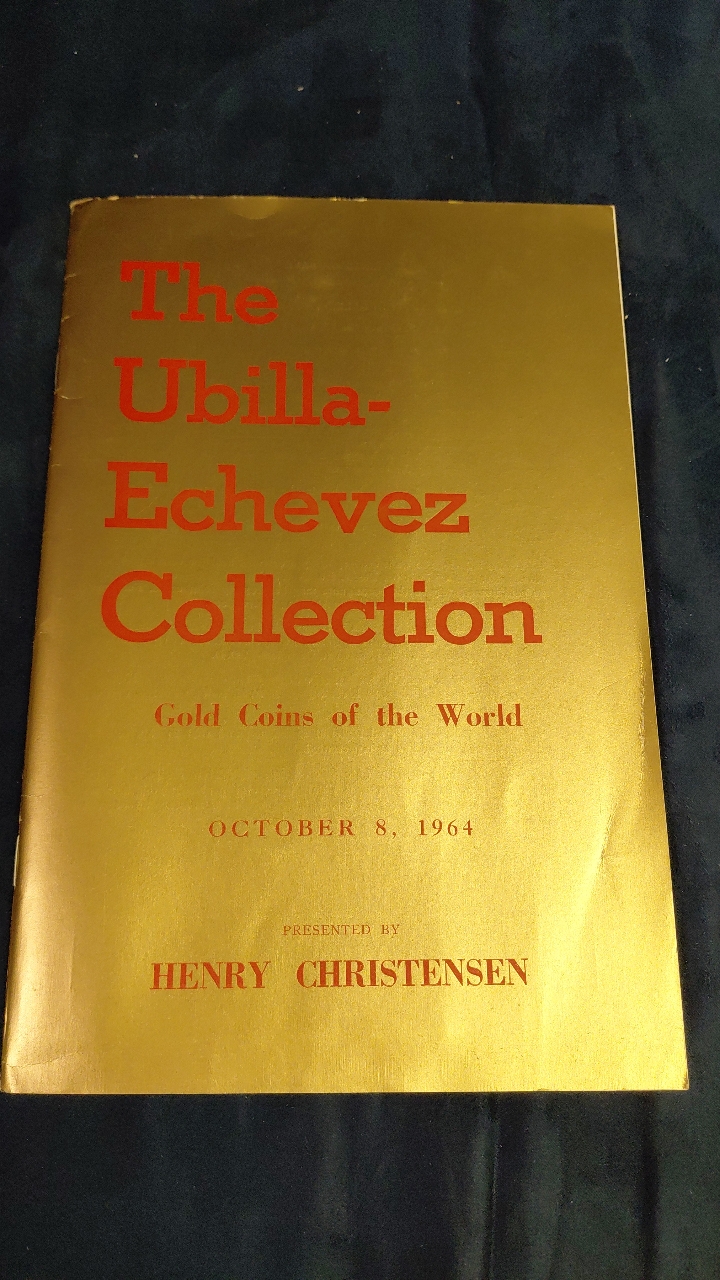 The
Ubilla-
Echevez
Collection
Gold Coins of the World
OCTOBER 8, 1964
PRESENTED BY
HENRY CHRISTENSEN